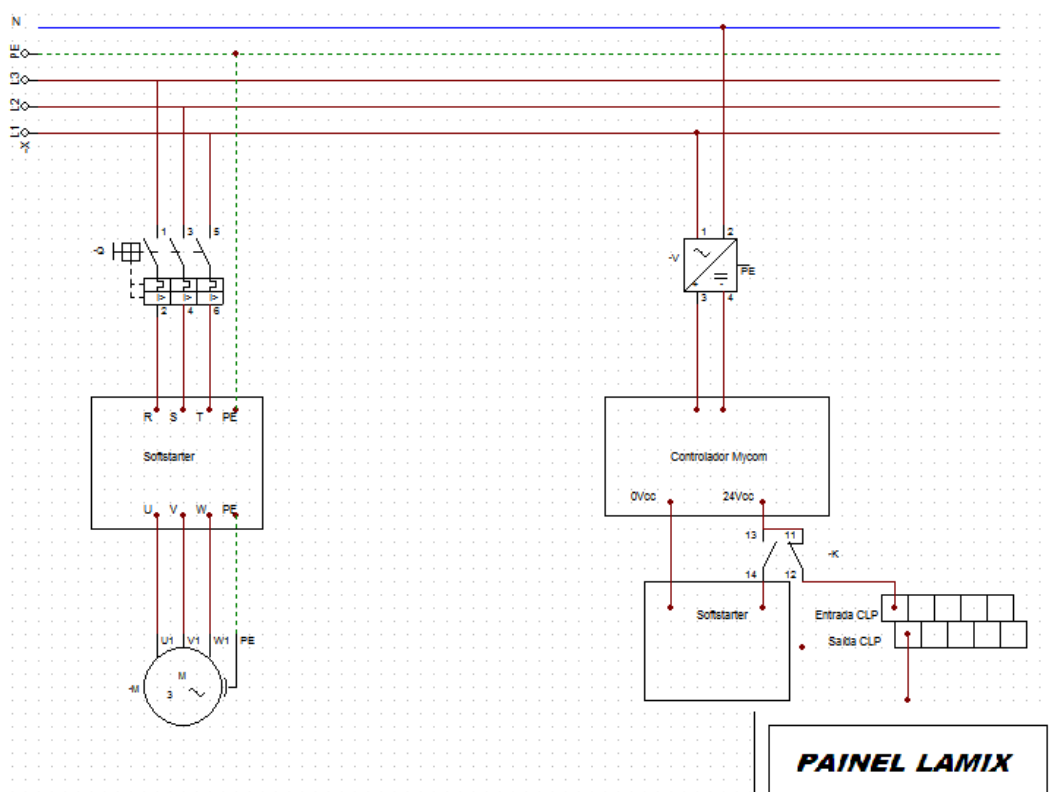 N
PE
L3
L2
L1
-X
1 3 5
-Q
I> I> I>
2 4 6
1 2
-V
PE
+ -
3 4
R S T PE
Softstarter
U V W PE
Controlador Mycom
0Vcc 24Vcc
13 11
-K
14 12
Softstarter
Entrada CLP
Saída CLP
U1 V1 W1 PE
M
3
-M
PAINEL LAMIX